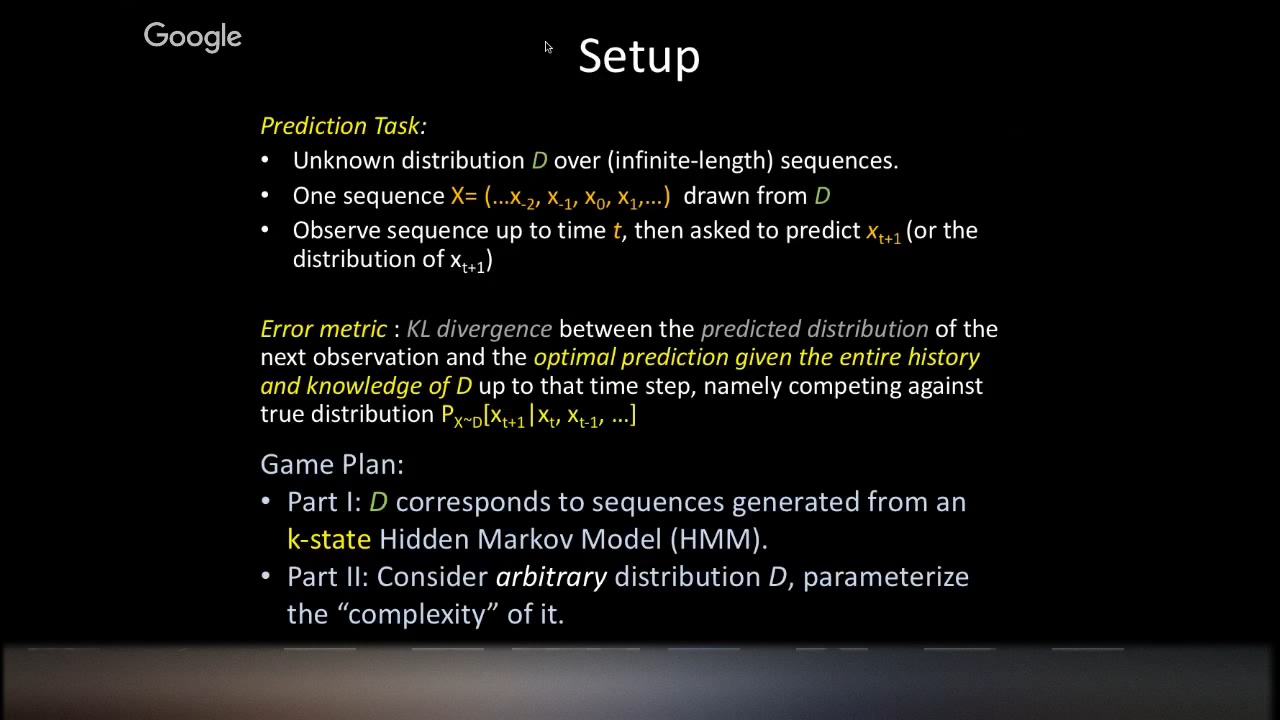 Google
Setup
Prediction Task:
• Unknown distribution D over (infinite-length) sequences.
• One sequence X= (...x-2, x-1, x0, x1,...) drawn from D
• Observe sequence up to time t, then asked to predict xt+1 (or the
distribution of xt+1)
Error metric : KL divergence between the predicted distribution of the
next observation and the optimal prediction given the entire history
and knowledge of D up to that time step, namely competing against
true distribution PX~D[xt+1|xt, xt-1, ...]
Game Plan:
• Part I: D corresponds to sequences generated from an
k-state Hidden Markov Model (HMM).
• Part II: Consider arbitrary distribution D, parameterize
the “complexity” of it.